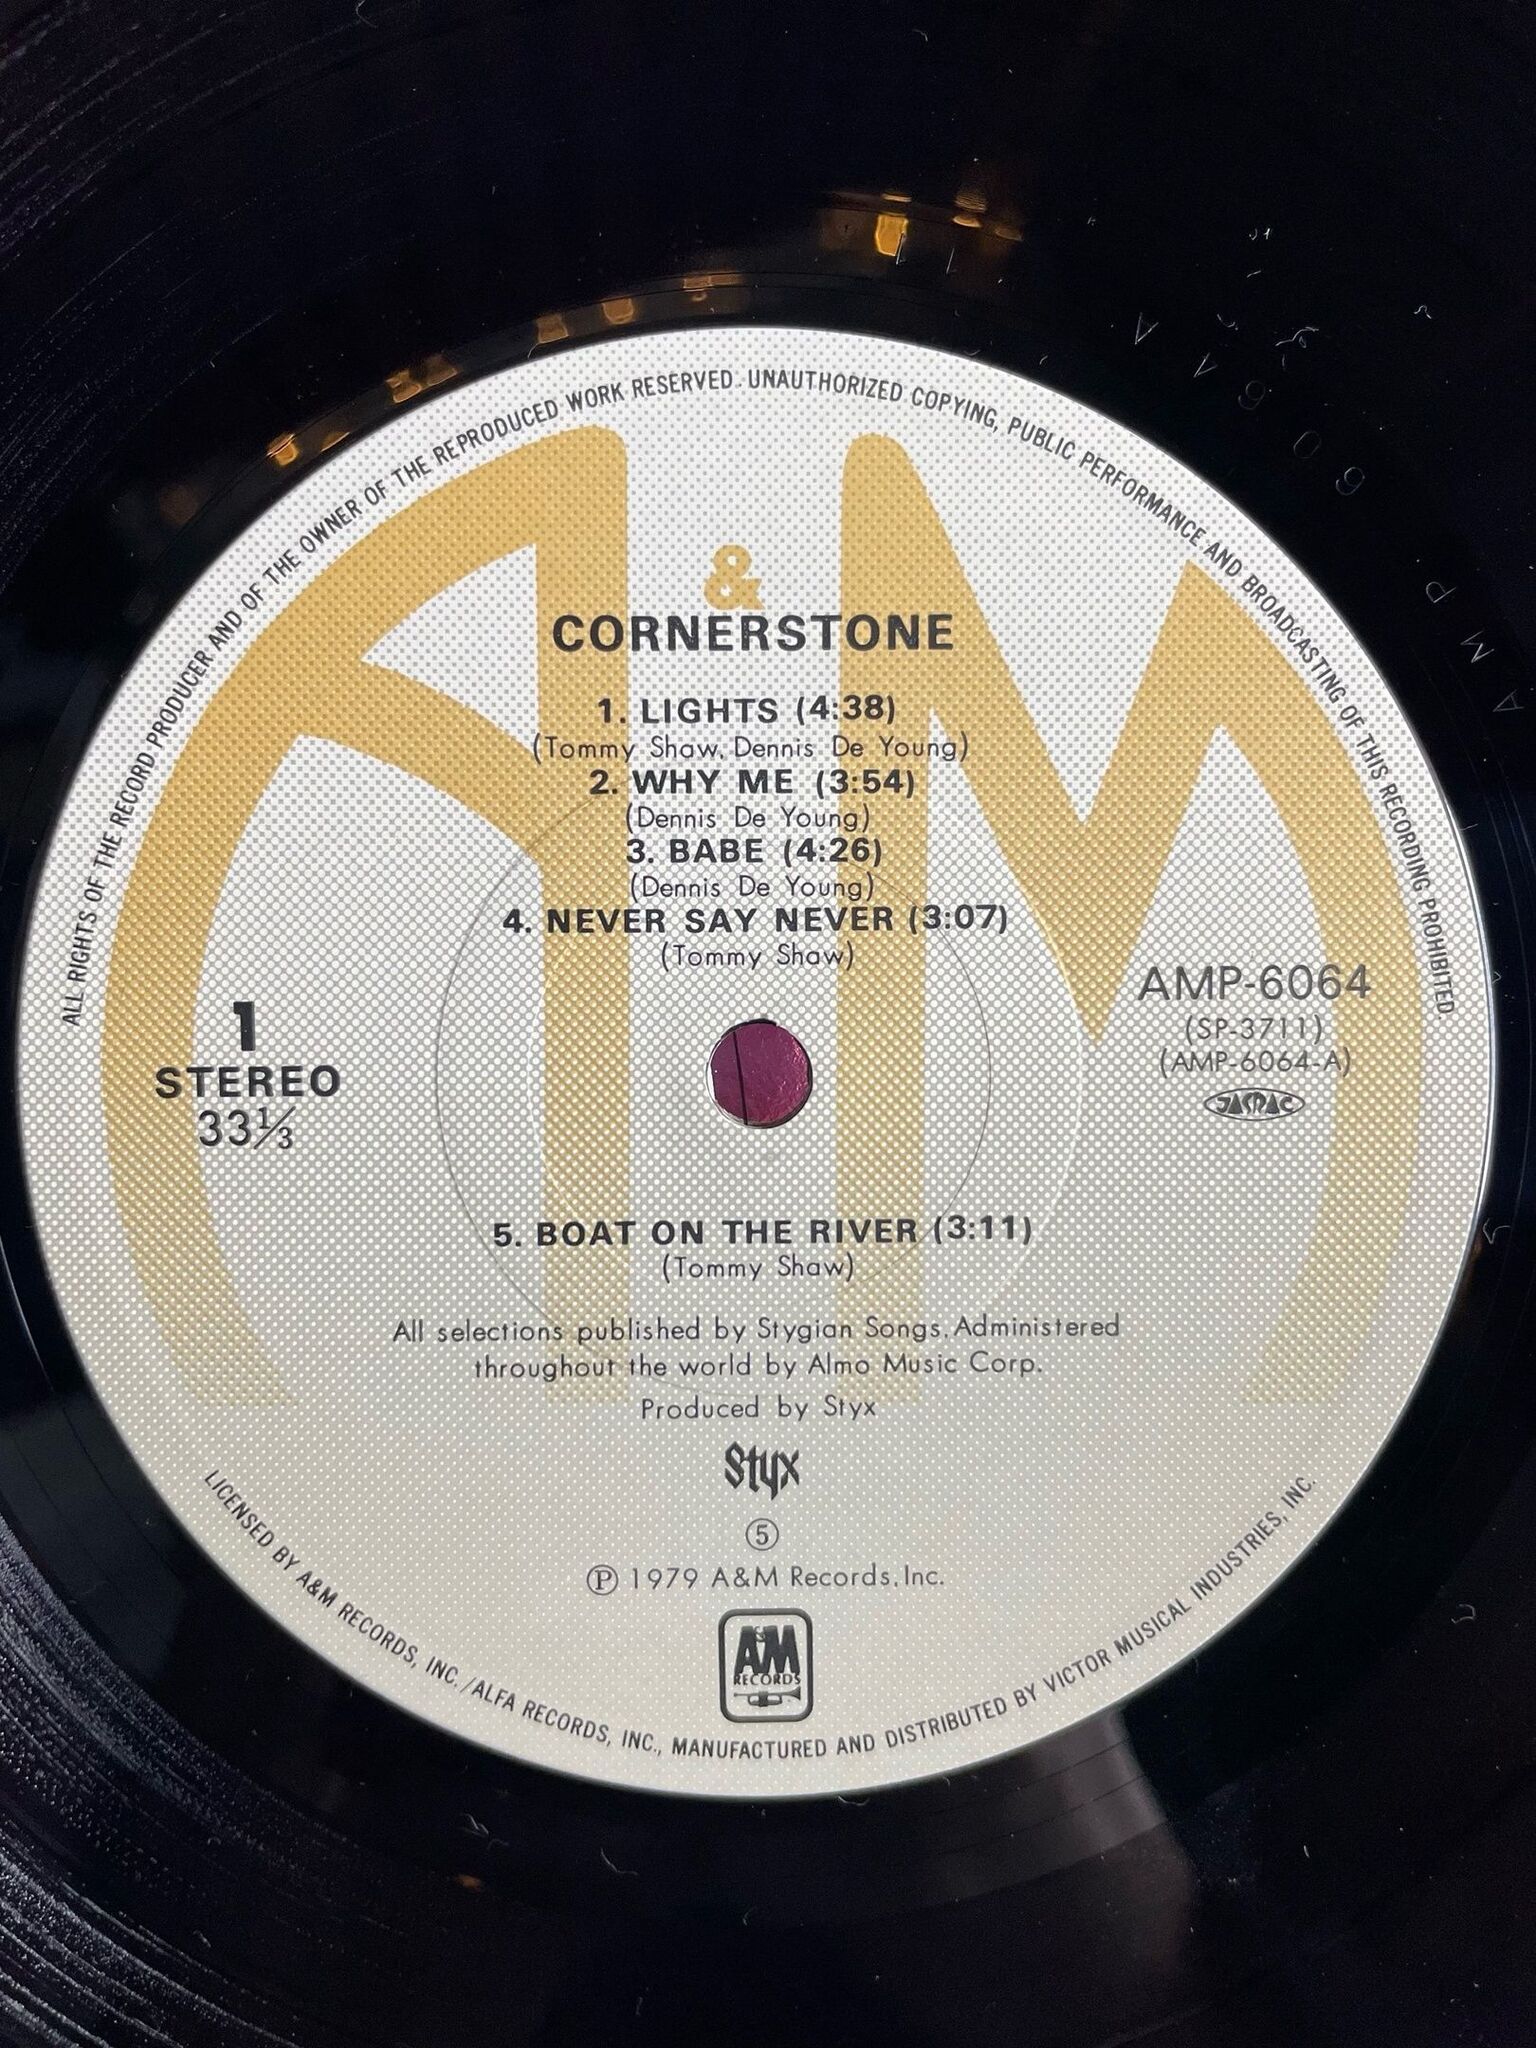 ALL RIGHTS OF THE RECORD PRODUCER AND OF THE OWNER OF THE REPRODUCED WORK RESERVED. UNAUTHORIZED COPYING, PUBLIC PERFORMANCE AND BROADCASTING OF THIS RECORDING PROHIBITED
A&M
CORNERSTONE
1. LIGHTS (4:38)
(Tommy Shaw, Dennis De Young)
2. WHY ME (3:54)
(Dennis De Young)
3. BABE (4:26)
(Dennis De Young)
4. NEVER SAY NEVER (3:07)
(Tommy Shaw)
1
STEREO
33⅓
AMP-6064
(SP-3711)
(AMP-6064-A)
JASRAC
5. BOAT ON THE RIVER (3:11)
(Tommy Shaw)
All selections published by Stygian Songs. Administered
throughout the world by Almo Music Corp.
Produced by Styx
Styx
⑤
Ⓟ 1979 A&M Records, Inc.
A&M
RECORDS
LICENSED BY A&M RECORDS, INC./ALFA RECORDS, INC., MANUFACTURED AND DISTRIBUTED BY VICTOR MUSICAL INDUSTRIES, INC.